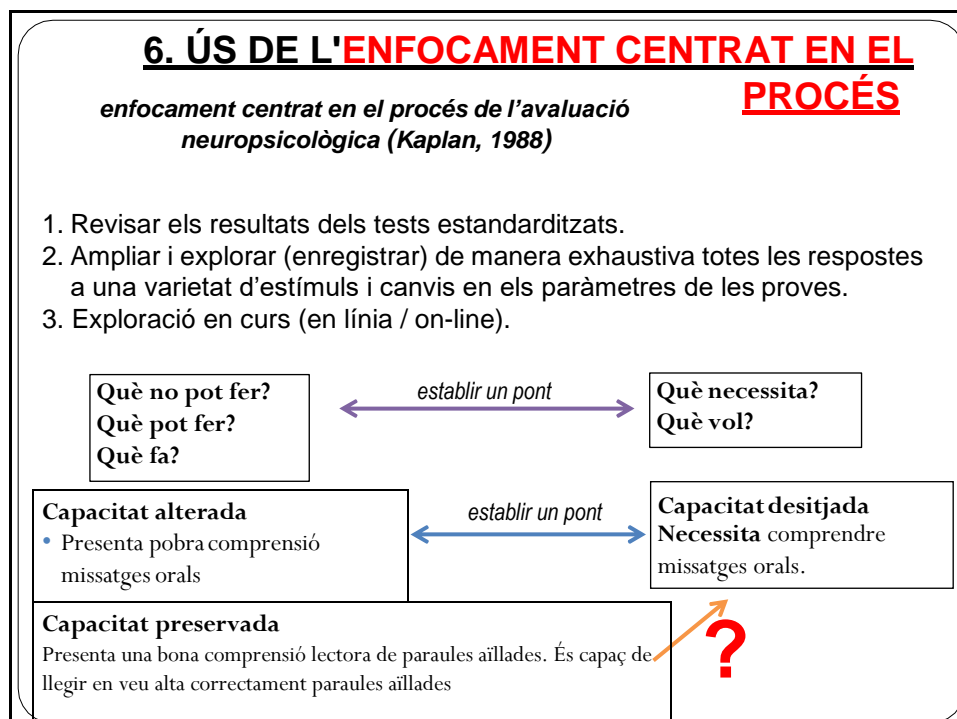 6. ÚS DE L'ENFOCAMENT CENTRAT EN EL
PROCÉS
enfocament centrat en el procés de l’avaluació
neuropsicològica (Kaplan, 1988)
1. Revisar els resultats dels tests estandarditzats.
2. Ampliar i explorar (enregistrar) de manera exhaustiva totes les respostes
a una varietat d’estímuls i canvis en els paràmetres de les proves.
3. Exploració en curs (en línia / on-line).
Què no pot fer?
Què pot fer?
Què fa?
establir un pont
Què necessita?
Què vol?
Capacitat alterada
• Presenta pobra comprensió
missatges orals
establir un pont
Capacitat desitjada
Necessita comprendre
missatges orals.
Capacitat preservada
Presenta una bona comprensió lectora de paraules aïllades. És capaç de
llegir en veu alta correctament paraules aïllades
?